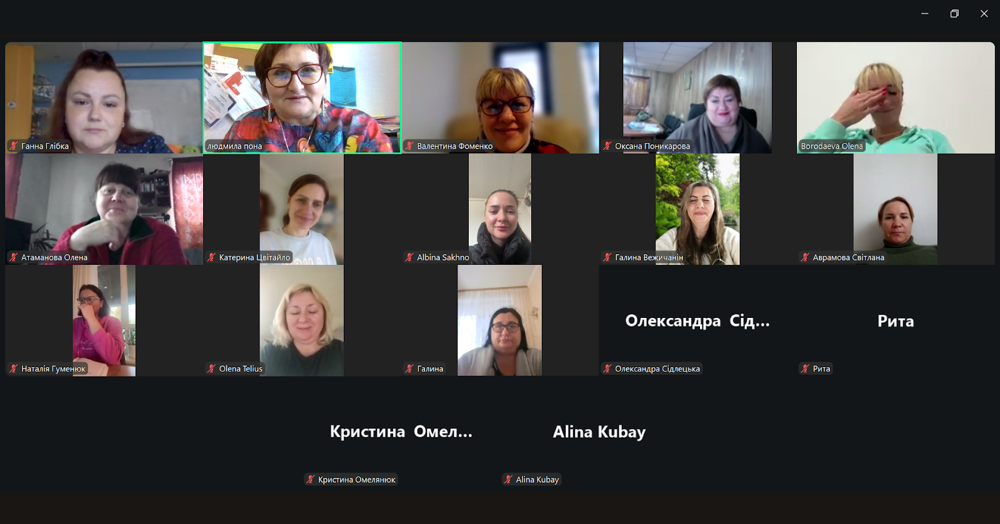 Ганна Глібка
людмила пона
Валентина Фоменко
Оксана Поникарова
Borodaeva Olena
Атаманова Олена
Катерина Цвітайло
Albina Sakhno
Галина Вежичанін
Аврамова Світлана
Наталія Гуменюк
Olena Telius
Галина
Олександра Сід...
Олександра Сідлецька
Рита
Рита
Кристина Омел...
Кристина Омелянюк
Alina Kubay
Alina Kubay